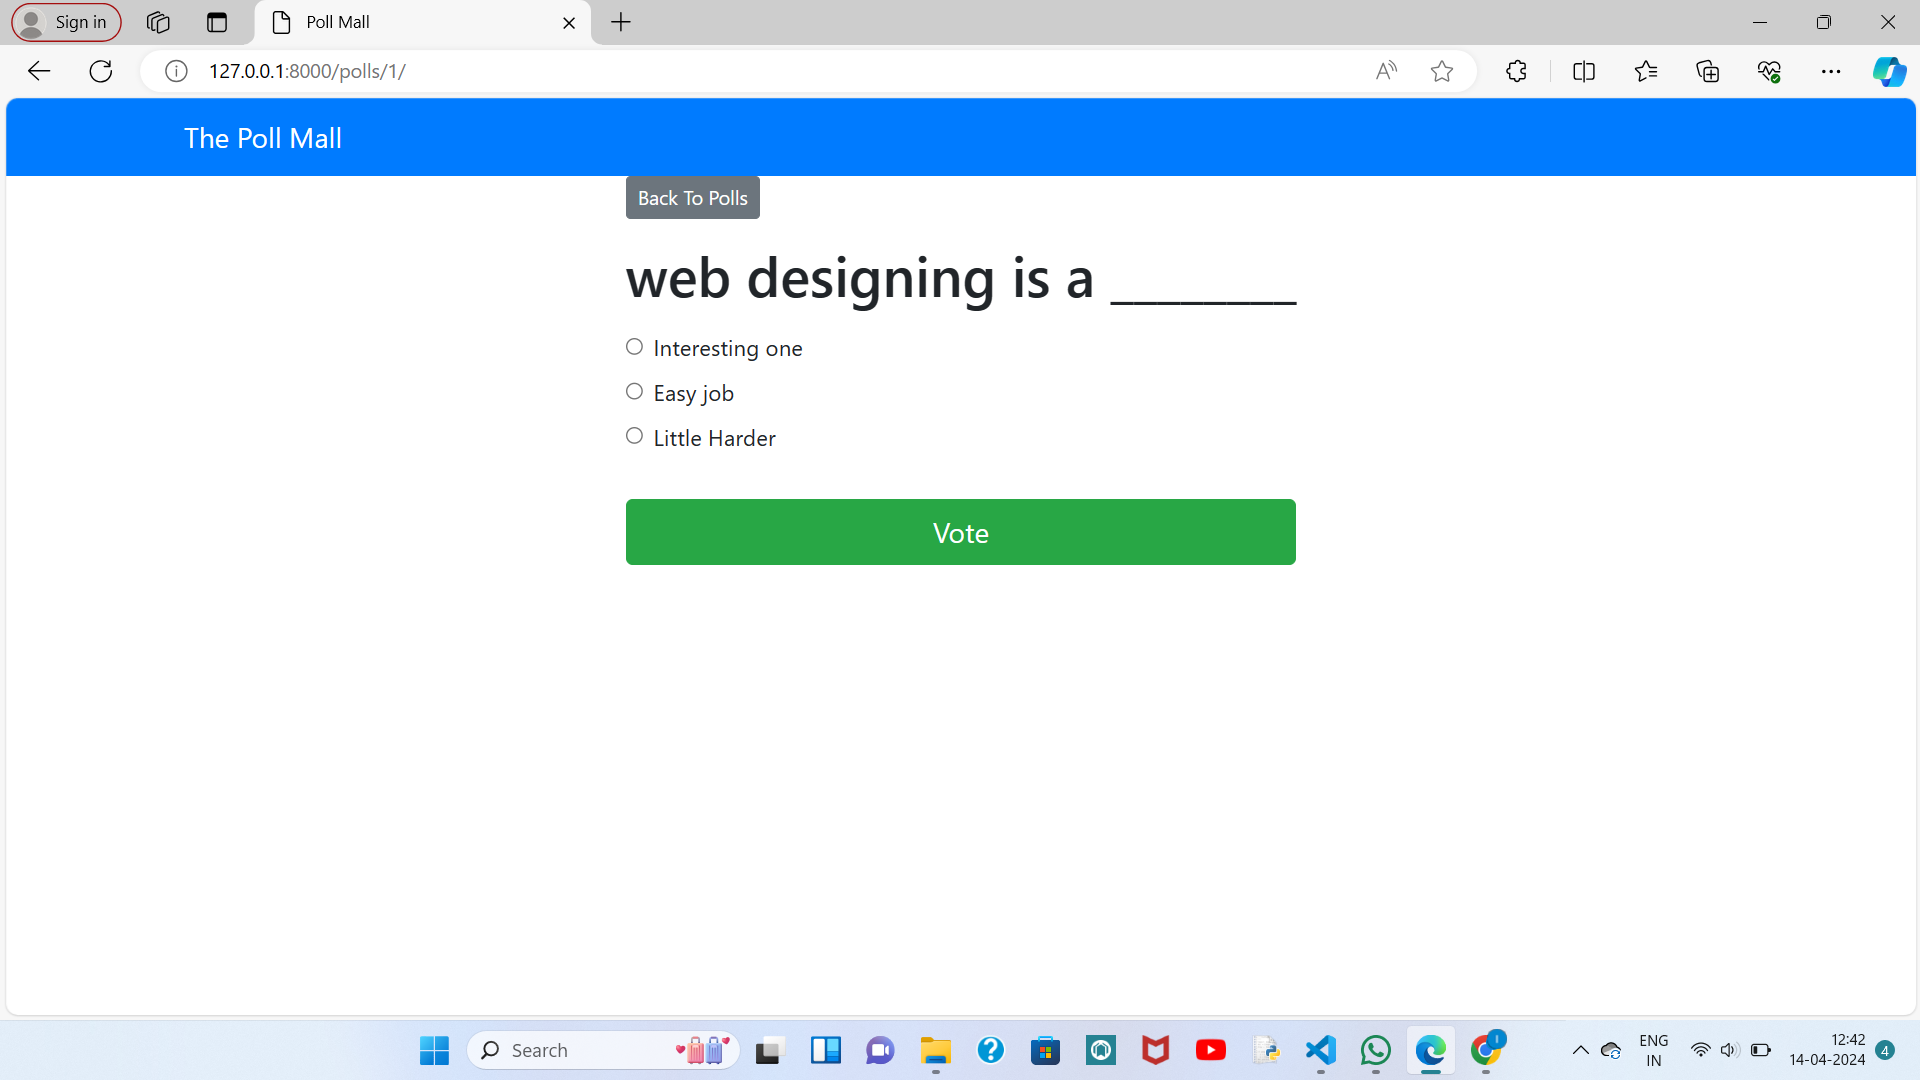 Sign in
Poll Mall
127.0.0.1:8000/polls/1/
The Poll Mall
Back To Polls
web designing is a ________
Interesting one
Easy job
Little Harder
Vote
Search
ENG
IN
12:42
14-04-2024
4